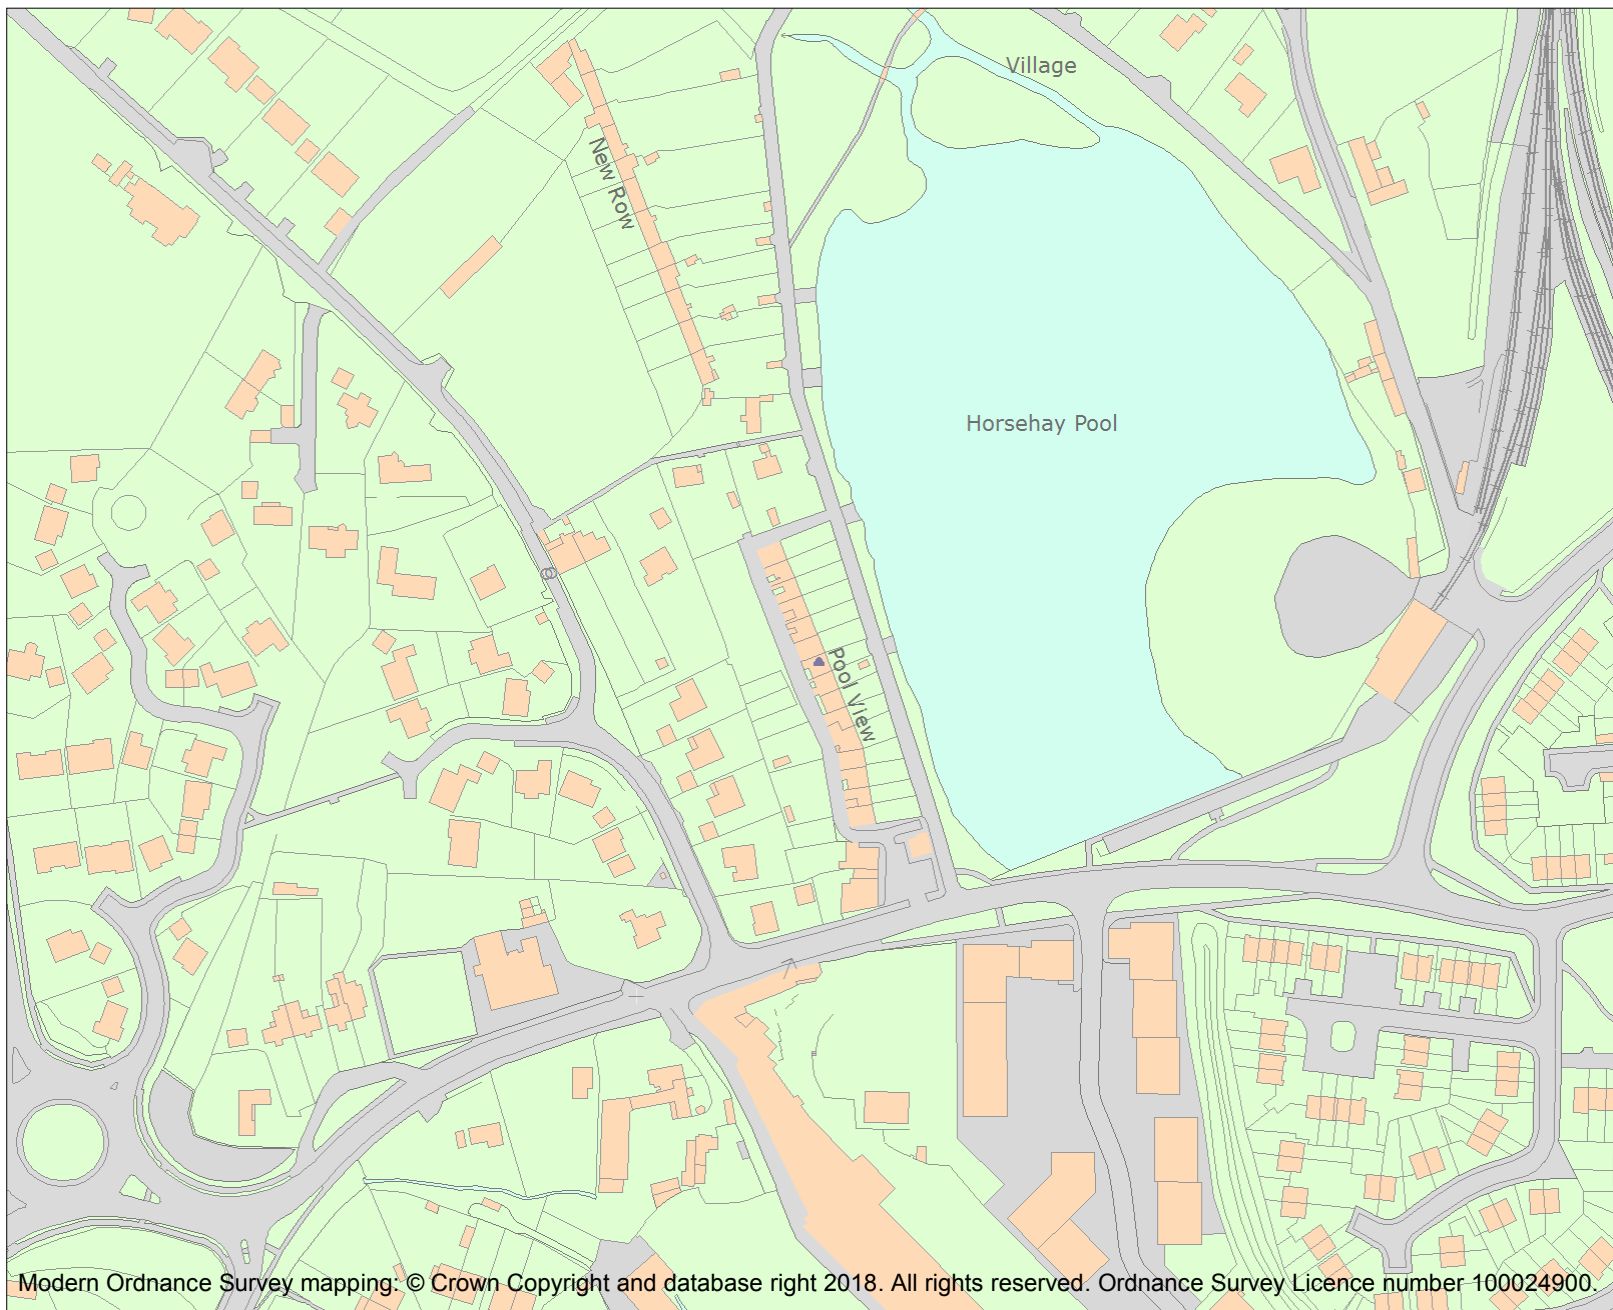 Village
New Row
Horsehay Pool
Pool View
Modern Ordnance Survey mapping: © Crown Copyright and database right 2018. All rights reserved. Ordnance Survey Licence number 100024900.